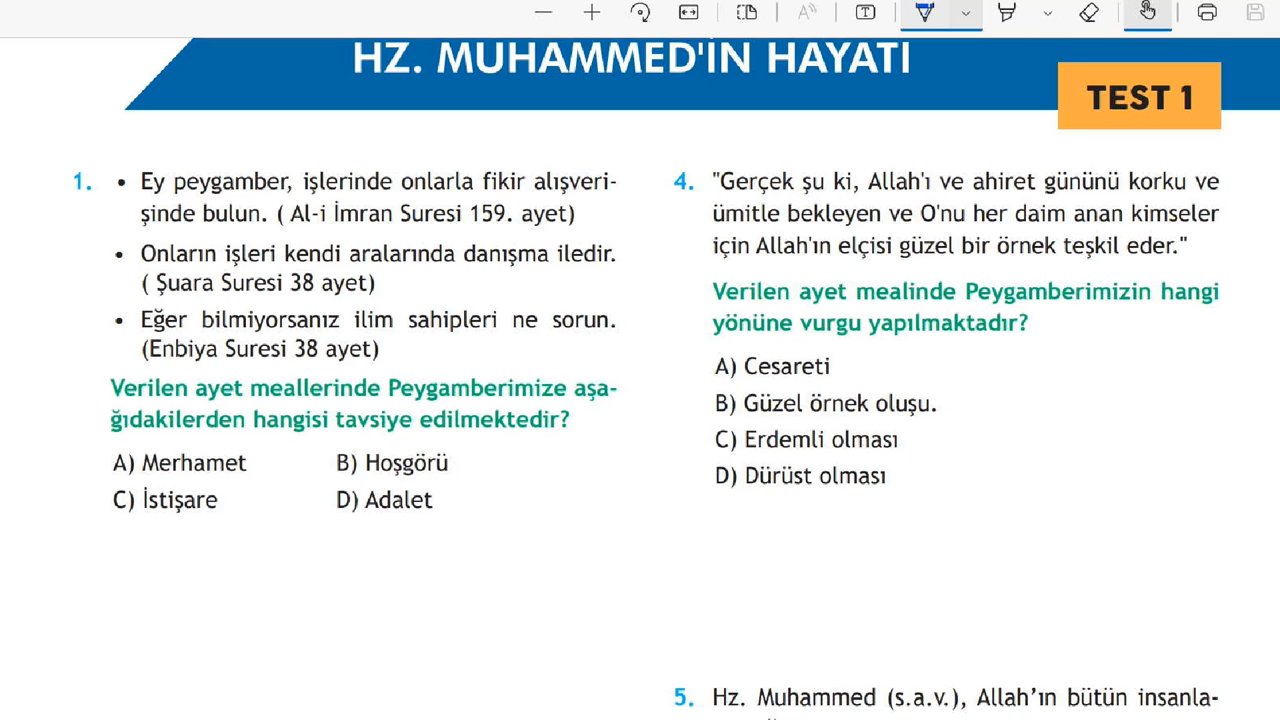 HZ. MUHAMMED'İN HAYATI
TEST 1
1. • Ey peygamber, işlerinde onlarla fikir alışveri-
şinde bulun. ( Al-i İmran Suresi 159. ayet)
• Onların işleri kendi aralarında danışma iledir.
( Şuara Suresi 38 ayet)
• Eğer bilmiyorsanız ilim sahipleri ne sorun.
(Enbiya Suresi 38 ayet)
Verilen ayet meallerinde Peygamberimize aşa-
ğıdakilerden hangisi tavsiye edilmektedir?
A) Merhamet B) Hoşgörü
C) İstişare D) Adalet
4. "Gerçek şu ki, Allah'ı ve ahiret gününü korku ve
ümitle bekleyen ve O'nu her daim anan kimseler
için Allah'ın elçisi güzel bir örnek teşkil eder."
Verilen ayet mealinde Peygamberimizin hangi
yönüne vurgu yapılmaktadır?
A) Cesareti
B) Güzel örnek oluşu.
C) Erdemli olması
D) Dürüst olması
5. Hz. Muhammed (s.a.v.), Allah’ın bütün insanla-